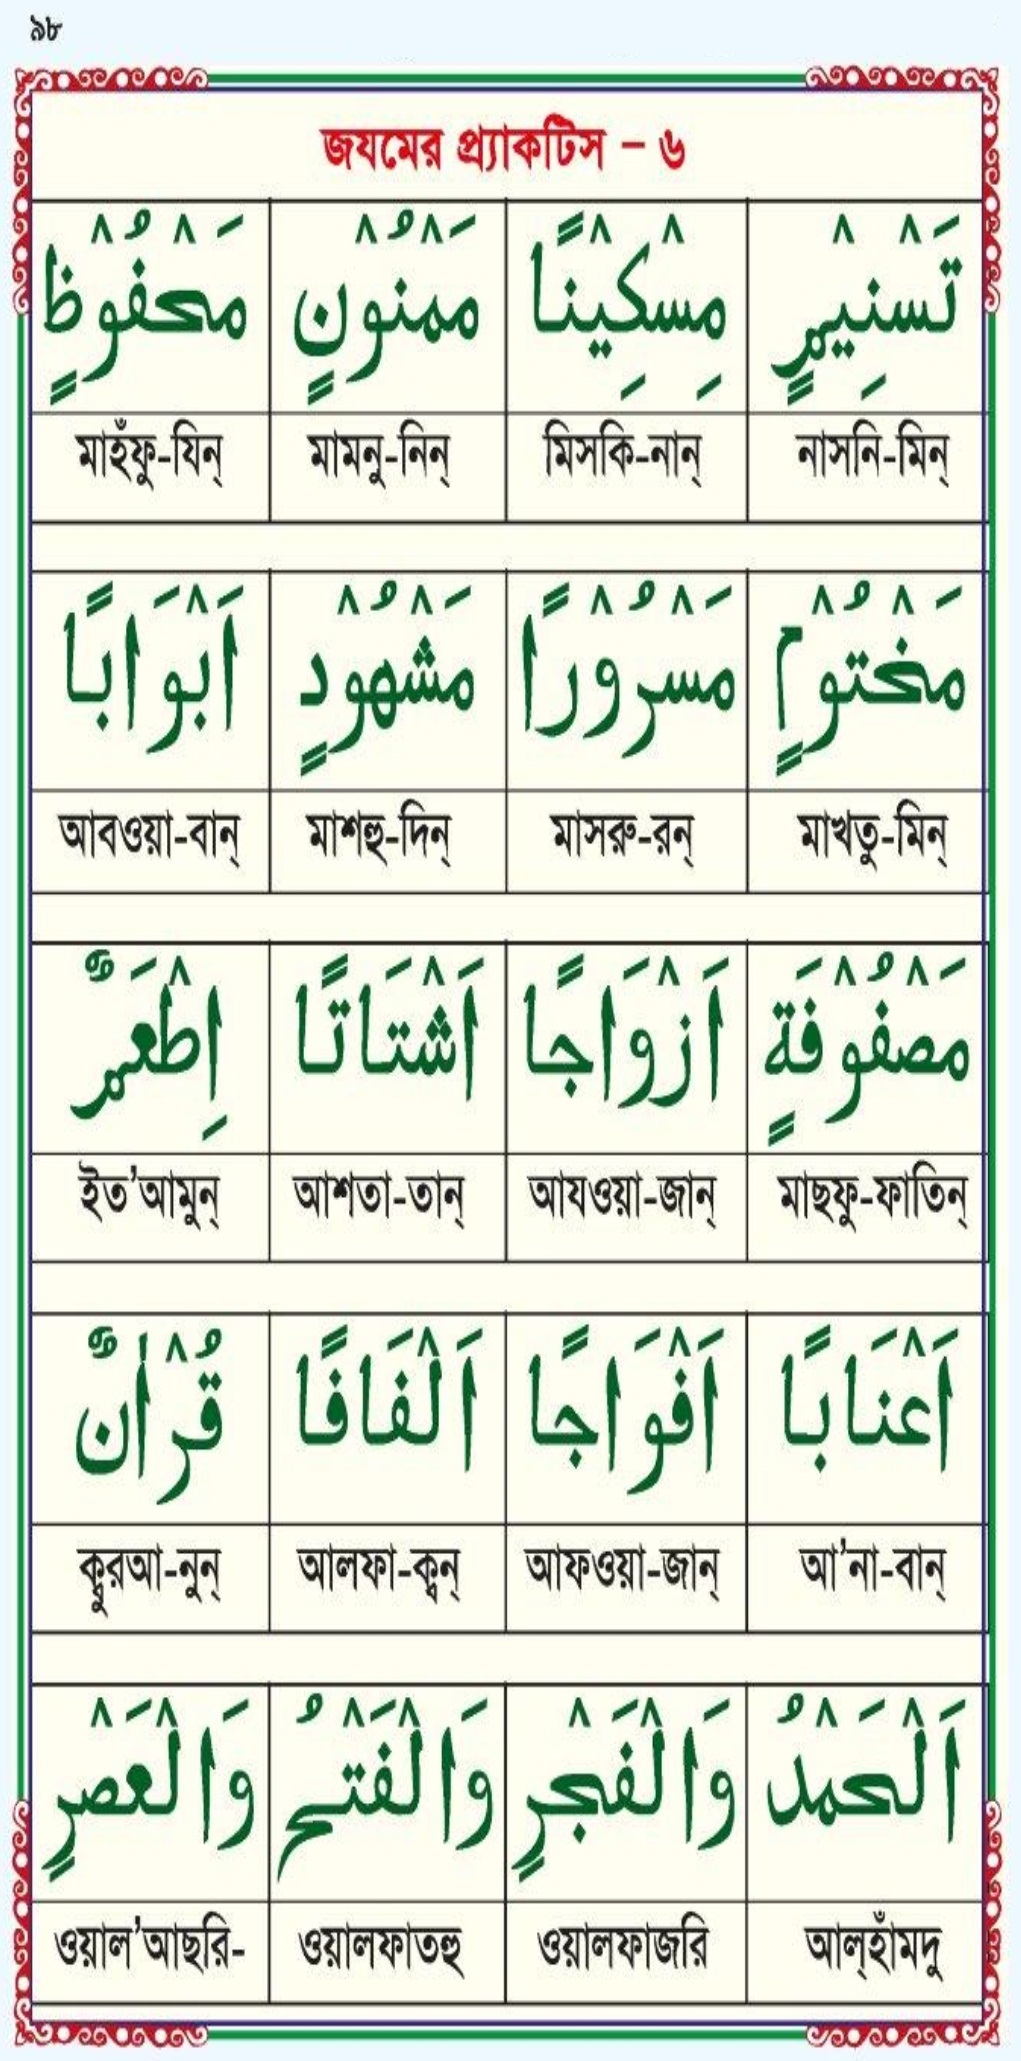 ৯৮
জযমের প্র্যাকটিস – ৬
تَسْنِيْمٍ مِسْكِيْنًا مَمْنُوْنٍ مَحْفُوْظٍ
নাসনি-মিন্ মিসকি-নান্ মামনু-নিন্ মাহঁফু-যিন্
مَخْتُوْمٍ مَسْرُوْرًا مَشْهُوْدٍ اَبْوَابًا
মাখতু-মিন্ মাসরু-রন্ মাশহু-দিন্ আবওয়া-বান্
مَصْفُوْفَةٍ اَزْوَاجًا اَشْتَاتًا اِطْعَمٌ
মাছফু-ফাতিন্ আযওয়া-জান্ আশতা-তান্ ইত'আমুন্
اَعْنَابًا اَفْوَاجًا اَلْفَافًا قُرْاٰنٌ
আ'না-বান্ আফওয়া-জান্ আলফা-ক্বন্ ক্বুরআ-নুন্
اَلْحَمْدُ وَالْفَجْرٍ وَالْفَتْحُ وَالْعَصْرٍ
আল্হাঁমদু ওয়ালফাজরি ওয়ালফাতহু ওয়াল'আছরি-